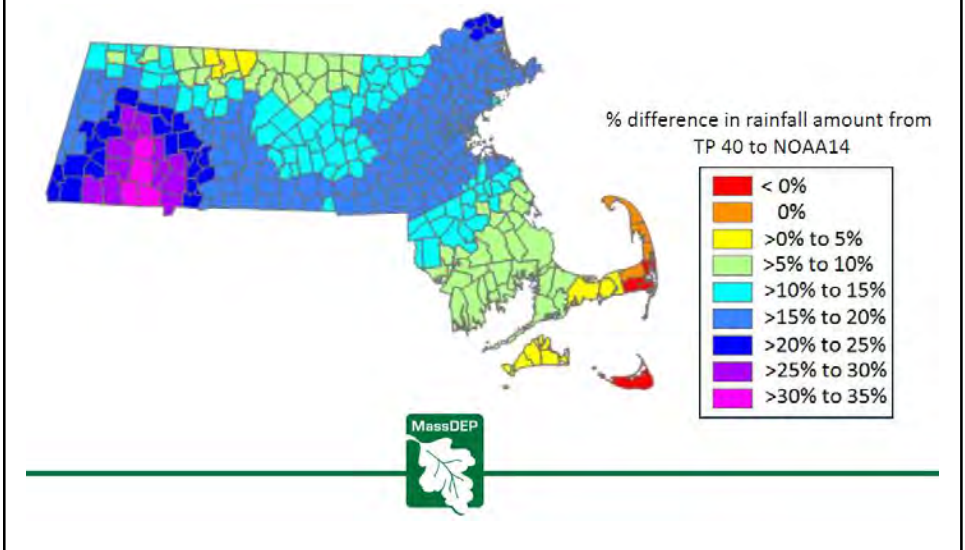 % difference in rainfall amount from
TP 40 to NOAA14
< 0%
0%
>0% to 5%
>5% to 10%
>10% to 15%
>15% to 20%
>20% to 25%
>25% to 30%
>30% to 35%
MassDEP